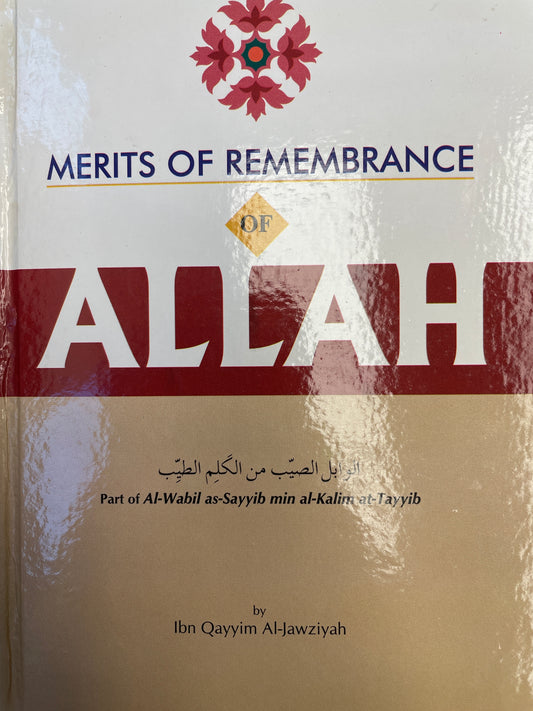 MERITS OF REMEMBRANCE
OF
ALLAH
الوابل الصيّب من الكَلِم الطيِّب
Part of Al-Wabil as-Sayyib min al-Kalim at-Tayyib
by
Ibn Qayyim Al-Jawziyah